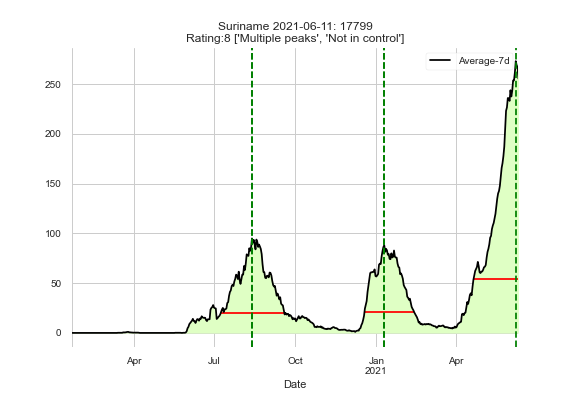 Suriname 2021-06-11: 17799
Rating:8 ['Multiple peaks', 'Not in control']
Average-7d
250
200
150
100
50
0
Apr
Jul
Oct
Jan
2021
Apr
Date